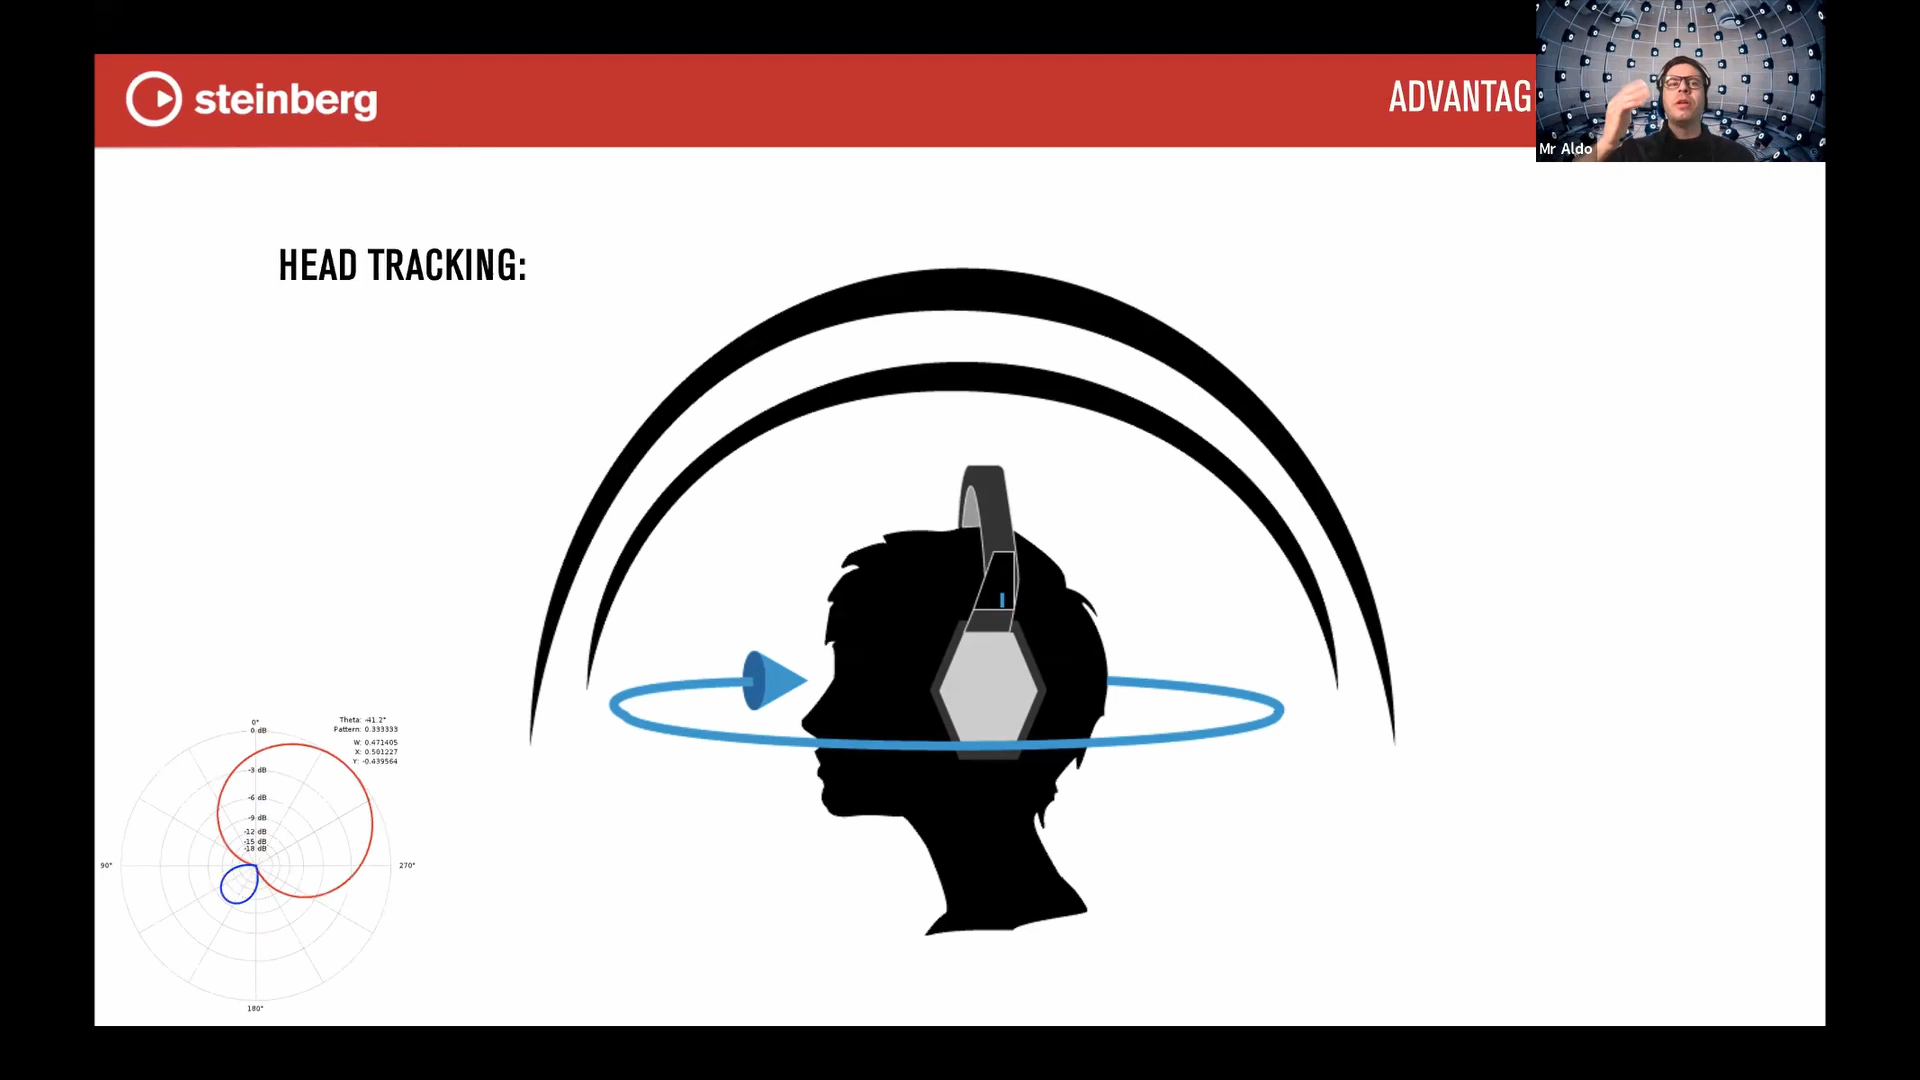 steinberg
ADVANTAG
Mr Aldo
HEAD TRACKING:
Theta: -41.2°
Pattern: 0.333333
W: 0.471405
X: 0.501227
Y: -0.439564
0°
0 dB
-3 dB
-6 dB
-9 dB
-12 dB
-15 dB
-18 dB
90°
270°
180°